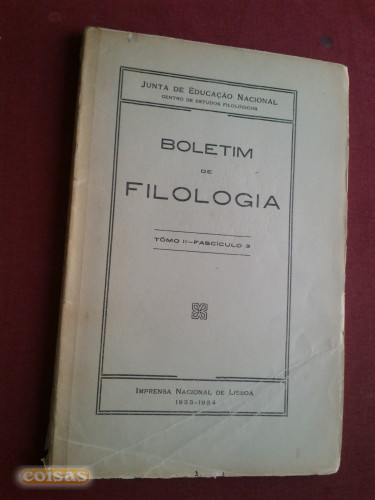 JUNTA DE EDUCAÇÃO NACIONAL
CENTRO DE ESTUDOS FILOLÓGICOS
BOLETIM
DE
FILOLOGIA
TÔMO II—FASCÍCULO 3
IMPRENSA NACIONAL DE LISBOA
1933-1934
coisas